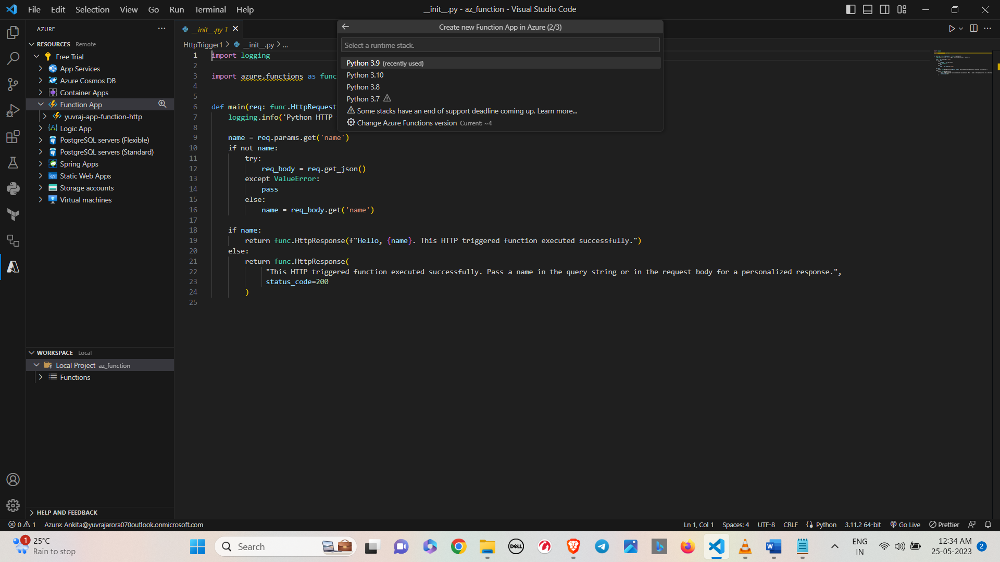 File Edit Selection View Go Run Terminal Help
__init__.py - az_function - Visual Studio Code
AZURE
RESOURCES Remote
Free Trial
App Services
Azure Cosmos DB
Container Apps
Function App
yuvraj-app-function-http
Logic App
PostgreSQL servers (Flexible)
PostgreSQL servers (Standard)
Spring Apps
Static Web Apps
Storage accounts
Virtual machines
WORKSPACE Local
Local Project az_function
Functions
HELP AND FEEDBACK
__init__.py 1
HttpTrigger1 > __init__.py > ...
Create new Function App in Azure (2/3)
Select a runtime stack.
Python 3.9 (recently used)
Python 3.10
Python 3.8
Python 3.7
Some stacks have an end of support deadline coming up. Learn more...
Change Azure Functions version Current: ~4
1 import logging
2
3 import azure.functions as func
4
5
6 def main(req: func.HttpRequest
7 logging.info('Python HTTP
8
9 name = req.params.get('name')
10 if not name:
11 try:
12 req_body = req.get_json()
13 except ValueError:
14 pass
15 else:
16 name = req_body.get('name')
17
18 if name:
19 return func.HttpResponse(f"Hello, {name}. This HTTP triggered function executed successfully.")
20 else:
21 return func.HttpResponse(
22 "This HTTP triggered function executed successfully. Pass a name in the query string or in the request body for a personalized response.",
23 status_code=200
24 )
25
0 1 Azure: Ankita@yuvrajarora070outlook.onmicrosoft.com
Ln 1, Col 1 Spaces: 4 UTF-8 CRLF Python 3.11.2 64-bit Go Live Prettier
1
25°C
Rain to stop
Search
DELL
ENG
IN
12:34 AM
25-05-2023
2